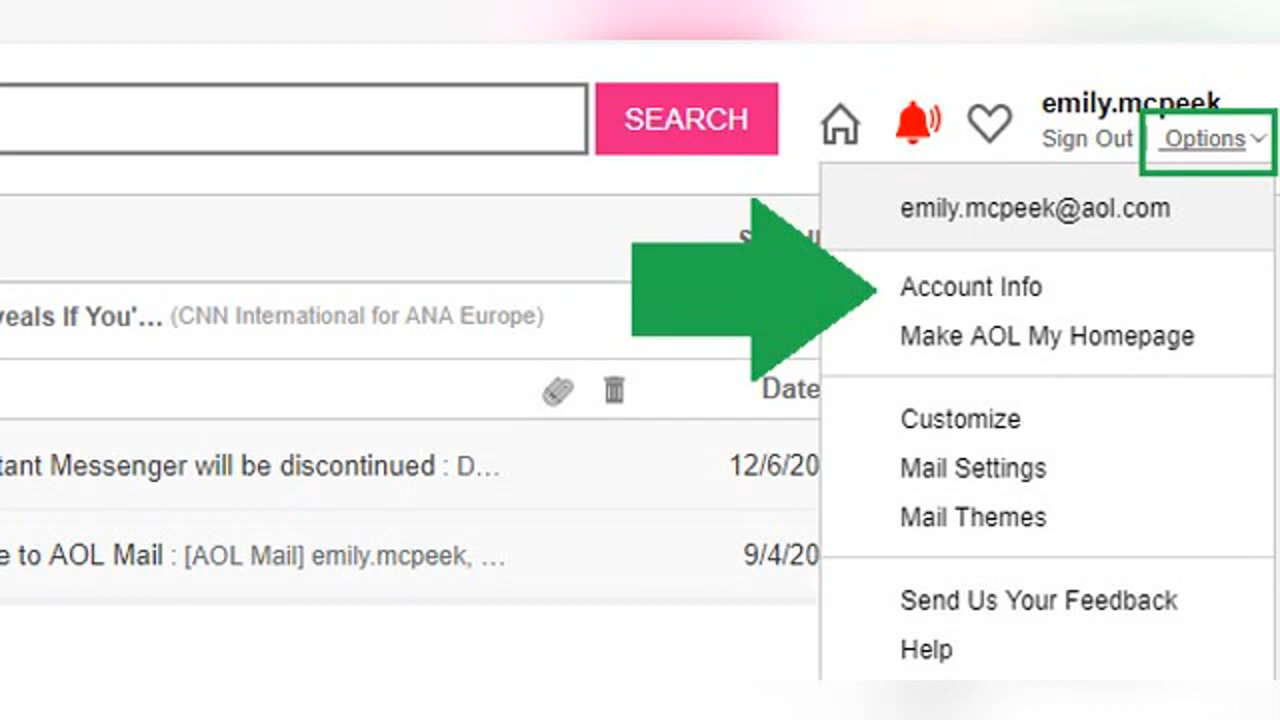 SEARCH
emily.mcpeek
Sign Out
Options
emily.mcpeek@aol.com
Account Info
Make AOL My Homepage
Customize
Mail Settings
Mail Themes
Send Us Your Feedback
Help
If You'... (CNN International for ANA Europe)
Date
Messenger will be discontinued : D...
12/6/20
to AOL Mail : [AOL Mail] emily.mcpeek, ...
9/4/20